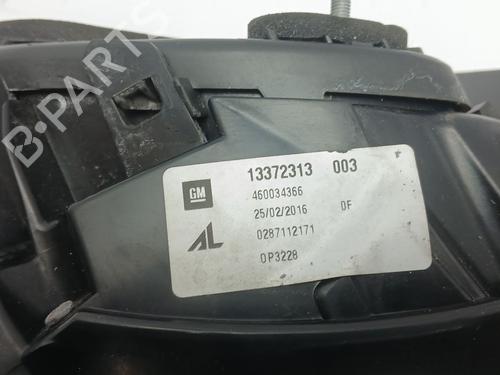 B-PARTS
13372313 003
GM
460034366
25/02/2016 DF
AL
0287112171
OP3228